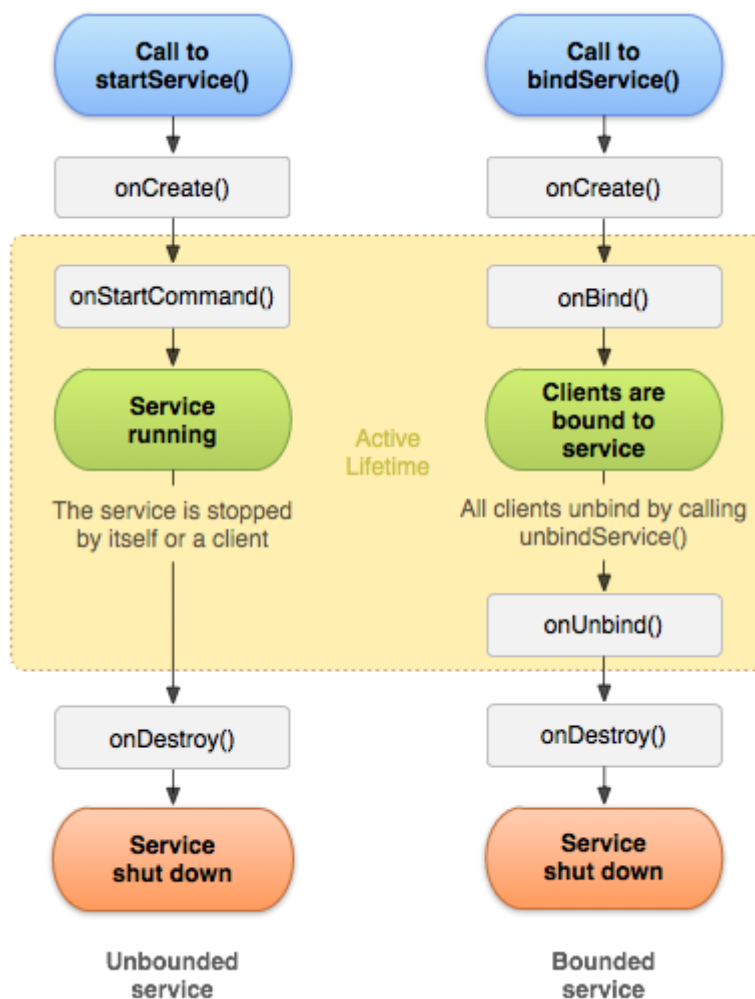 Call to
startService()
onCreate()
onStartCommand()
Service
running
The service is stopped
by itself or a client
onDestroy()
Service
shut down
Unbounded
service
Active
Lifetime
Call to
bindService()
onCreate()
onBind()
Clients are
bound to
service
All clients unbind by calling
unbindService()
onUnbind()
onDestroy()
Service
shut down
Bounded
service